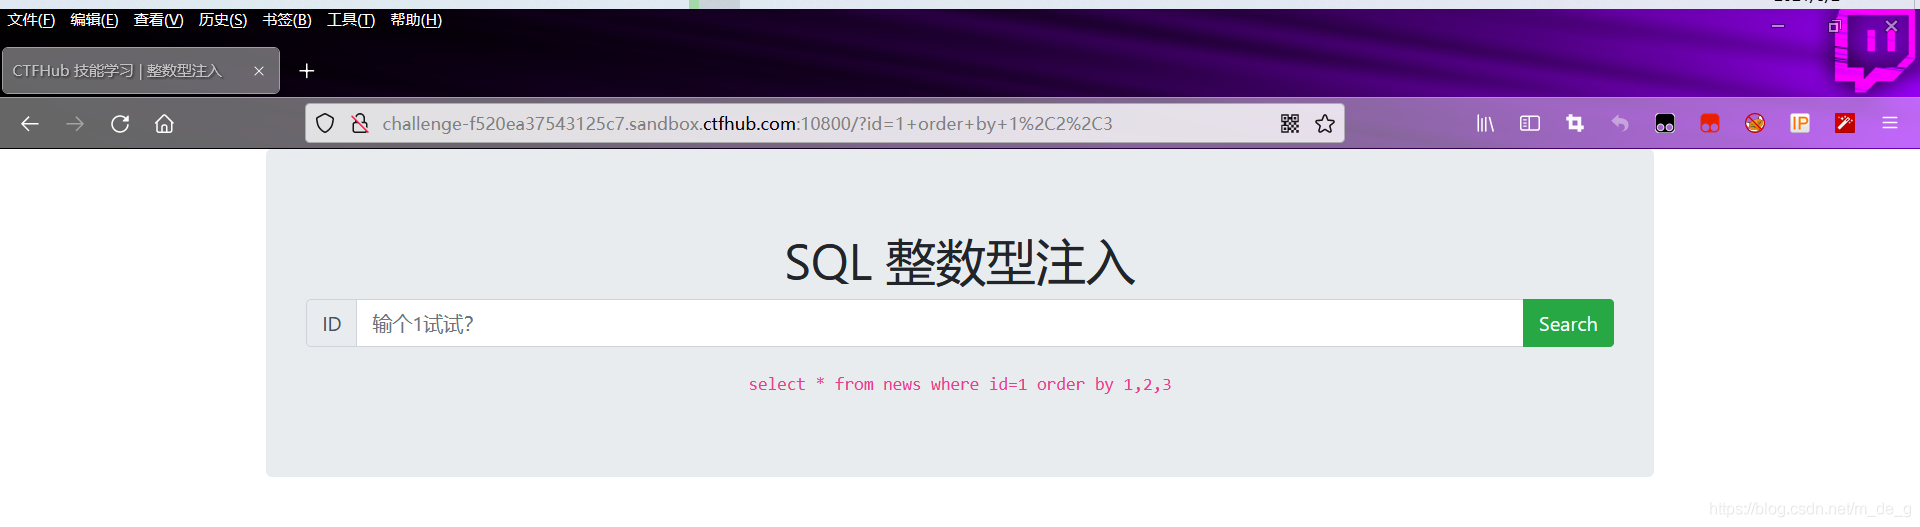 文件(F) 编辑(E) 查看(V) 历史(S) 书签(B) 工具(T) 帮助(H)
CTFHub 技能学习 | 整数型注入
challenge-f520ea37543125c7.sandbox.ctfhub.com:10800/?id=1+order+by+1%2C2%2C3
IP
SQL 整数型注入
ID 输个1试试? Search
select * from news where id=1 order by 1,2,3
https://blog.csdn.net/m_de_g